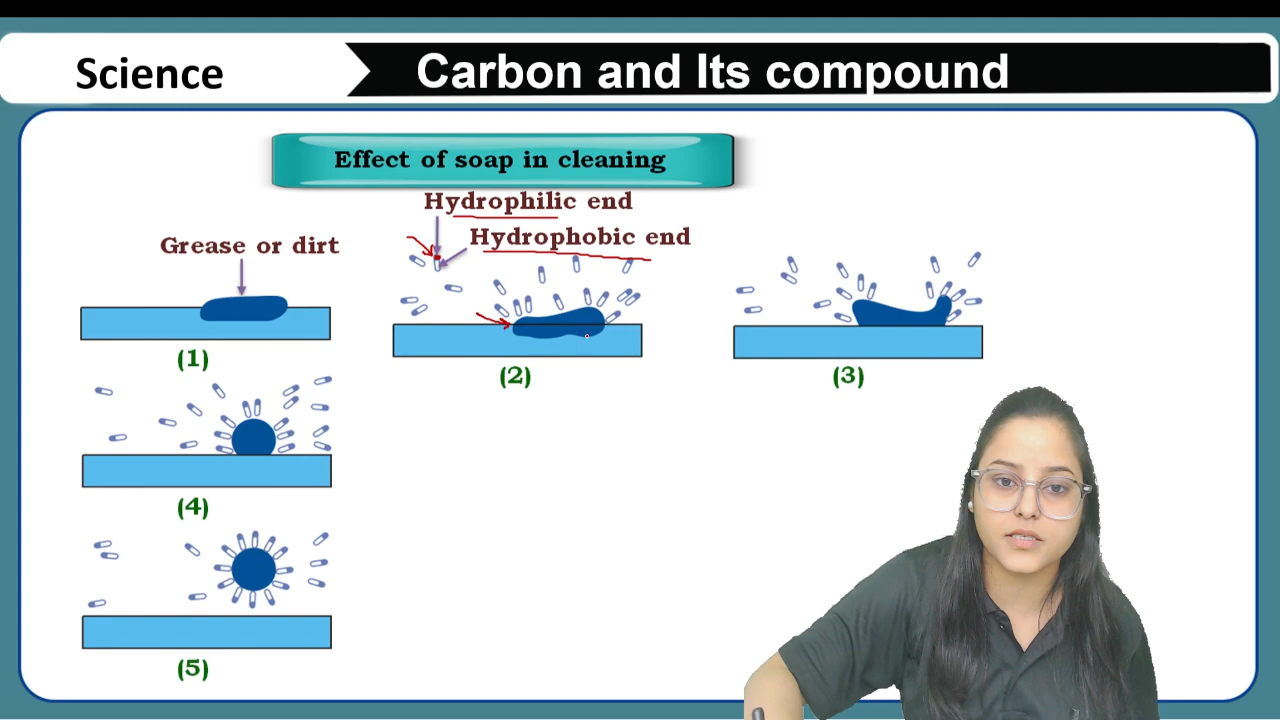 Science
Carbon and Its compound
Effect of soap in cleaning
Hydrophilic end
Hydrophobic end
Grease or dirt
(1)
(2)
(3)
(4)
(5)